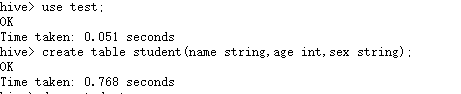 hive> use test;
OK
Time taken: 0.051 seconds
hive> create table student(name string,age int,sex string);
OK
Time taken: 0.768 seconds